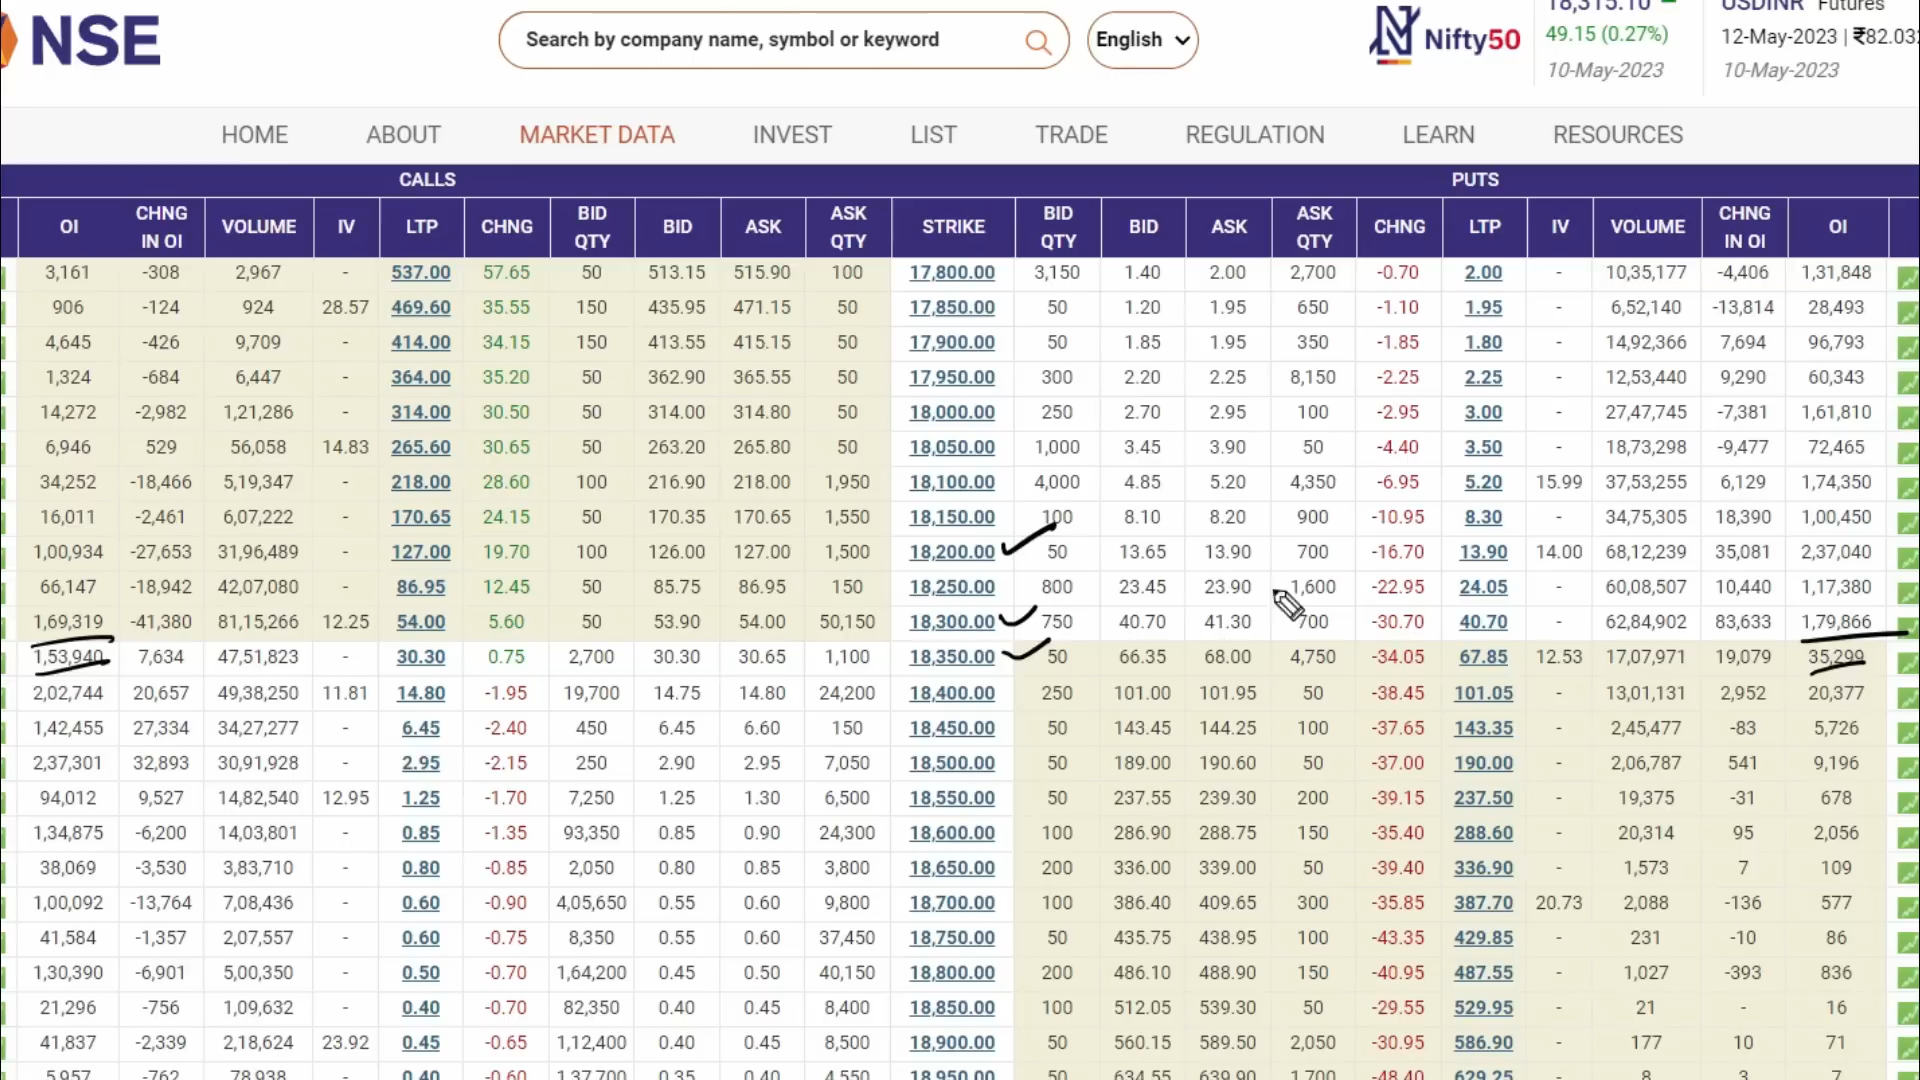 NSE
Search by company name, symbol or keyword
English
Nifty50
18,315.10
49.15 (0.27%)
10-May-2023
USDINR Futures
12-May-2023 | ₹82.03
10-May-2023
HOME ABOUT MARKET DATA INVEST LIST TRADE REGULATION LEARN RESOURCES
CALLS PUTS
OI CHNG IN OI VOLUME IV LTP CHNG BID QTY BID ASK ASK QTY STRIKE BID QTY BID ASK ASK QTY CHNG LTP IV VOLUME CHNG IN OI OI
3,161 -308 2,967 - 537.00 57.65 50 513.15 515.90 100 17,800.00 3,150 1.40 2.00 2,700 -0.70 2.00 - 10,35,177 -4,406 1,31,848
906 -124 924 28.57 469.60 35.55 150 435.95 471.15 50 17,850.00 50 1.20 1.95 650 -1.10 1.95 - 6,52,140 -13,814 28,493
4,645 -426 9,709 - 414.00 34.15 150 413.55 415.15 50 17,900.00 50 1.85 1.95 350 -1.85 1.80 - 14,92,366 7,694 96,793
1,324 -684 6,447 - 364.00 35.20 50 362.90 365.55 50 17,950.00 300 2.20 2.25 8,150 -2.25 2.25 - 12,53,440 9,290 60,343
14,272 -2,982 1,21,286 - 314.00 30.50 50 314.00 314.80 50 18,000.00 250 2.70 2.95 100 -2.95 3.00 - 27,47,745 -7,381 1,61,810
6,946 529 56,058 14.83 265.60 30.65 50 263.20 265.80 50 18,050.00 1,000 3.45 3.90 50 -4.40 3.50 - 18,73,298 -9,477 72,465
34,252 -18,466 5,19,347 - 218.00 28.60 100 216.90 218.00 1,950 18,100.00 4,000 4.85 5.20 4,350 -6.95 5.20 15.99 37,53,255 6,129 1,74,350
16,011 -2,461 6,07,222 - 170.65 24.15 50 170.35 170.65 1,550 18,150.00 100 8.10 8.20 900 -10.95 8.30 - 34,75,305 18,390 1,00,450
1,00,934 -27,653 31,96,489 - 127.00 19.70 100 126.00 127.00 1,500 18,200.00 50 13.65 13.90 700 -16.70 13.90 14.00 68,12,239 35,081 2,37,040
66,147 -18,942 42,07,080 - 86.95 12.45 50 85.75 86.95 150 18,250.00 800 23.45 23.90 1,600 -22.95 24.05 - 60,08,507 10,440 1,17,380
1,69,319 -41,380 81,15,266 12.25 54.00 5.60 50 53.90 54.00 50,150 18,300.00 750 40.70 41.30 700 -30.70 40.70 - 62,84,902 83,633 1,79,866
1,53,940 7,634 47,51,823 - 30.30 0.75 2,700 30.30 30.65 1,100 18,350.00 50 66.35 68.00 4,750 -34.05 67.85 12.53 17,07,971 19,079 35,299
2,02,744 20,657 49,38,250 11.81 14.80 -1.95 19,700 14.75 14.80 24,200 18,400.00 250 101.00 101.95 50 -38.45 101.05 - 13,01,131 2,952 20,377
1,42,455 27,334 34,27,277 - 6.45 -2.40 450 6.45 6.60 150 18,450.00 50 143.45 144.25 100 -37.65 143.35 - 2,45,477 -83 5,726
2,37,301 32,893 30,91,928 - 2.95 -2.15 250 2.90 2.95 7,050 18,500.00 50 189.00 190.60 50 -37.00 190.00 - 2,06,787 541 9,196
94,012 9,527 14,82,540 12.95 1.25 -1.70 7,250 1.25 1.30 6,500 18,550.00 50 237.55 239.30 200 -39.15 237.50 - 19,375 -31 678
1,34,875 -6,200 14,03,801 - 0.85 -1.35 93,350 0.85 0.90 24,300 18,600.00 100 286.90 288.75 150 -35.40 288.60 - 20,314 95 2,056
38,069 -3,530 3,83,710 - 0.80 -0.85 2,050 0.80 0.85 3,800 18,650.00 200 336.00 339.00 50 -39.40 336.90 - 1,573 7 109
1,00,092 -13,764 7,08,436 - 0.60 -0.90 4,05,650 0.55 0.60 9,800 18,700.00 100 386.40 409.65 300 -35.85 387.70 20.73 2,088 -136 577
41,584 -1,357 2,07,557 - 0.60 -0.75 8,350 0.55 0.60 37,450 18,750.00 50 435.75 438.95 100 -43.35 429.85 - 231 -10 86
1,30,390 -6,901 5,00,350 - 0.50 -0.70 1,64,200 0.45 0.50 40,150 18,800.00 200 486.10 488.90 150 -40.95 487.55 - 1,027 -393 836
21,296 -756 1,09,632 - 0.40 -0.70 82,350 0.40 0.45 8,400 18,850.00 100 512.05 539.30 50 -29.55 529.95 - 21 - 16
41,837 -2,339 2,18,624 23.92 0.45 -0.65 1,12,400 0.40 0.45 8,500 18,900.00 50 560.15 589.50 2,050 -30.95 586.90 - 177 10 71
5,957 -762 78,938 - 0.40 -0.60 1,37,700 0.35 0.40 4,550 18,950.00 50 634.55 639.90 1,700 -48.40 629.25 - 8 3 7